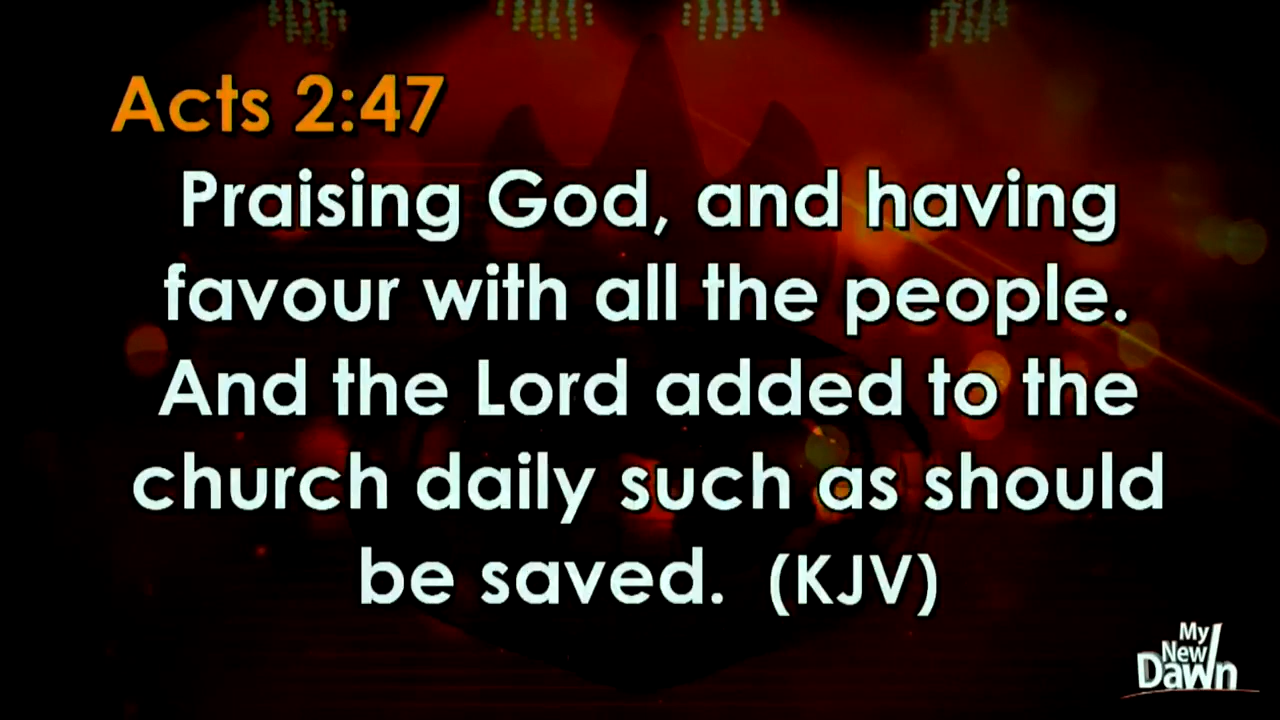 Acts 2:47
Praising God, and having
favour with all the people.
And the Lord added to the
church daily such as should
be saved. (KJV)
My
New
Dawn